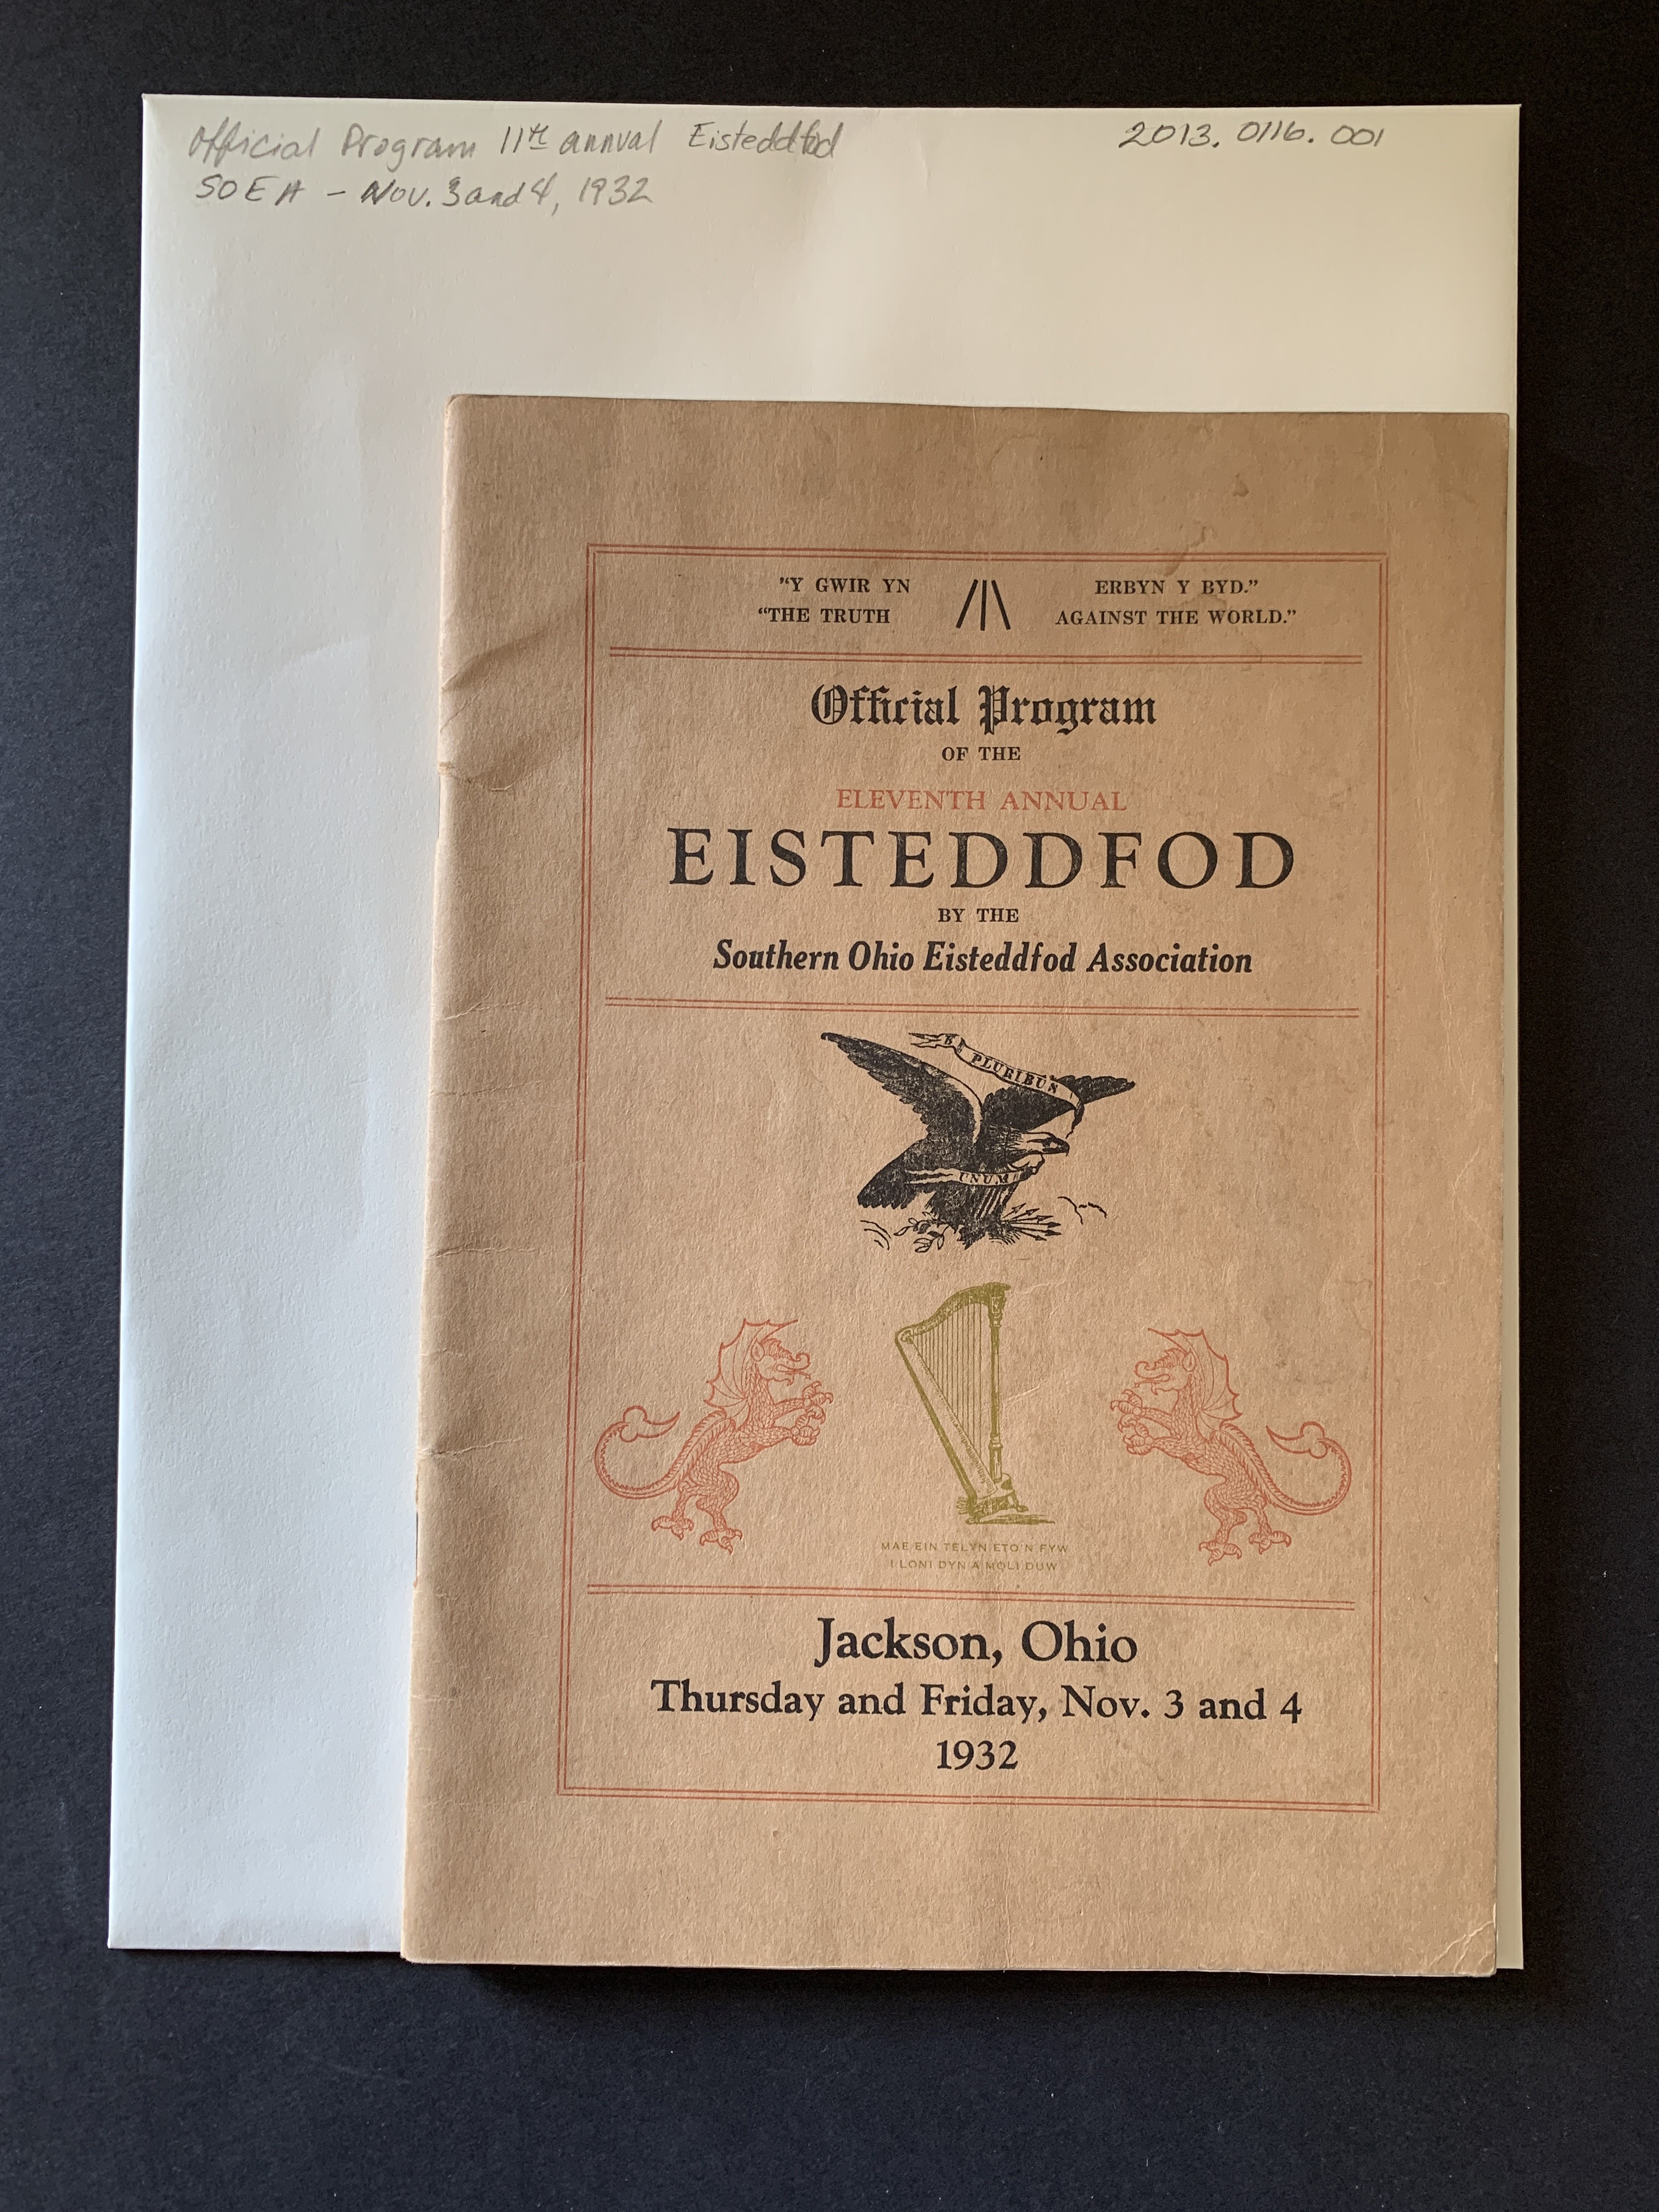 Official Program 11th annual Eisteddfod
2013.0116.001
SOEA - Nov. 3 and 4, 1932
"Y GWIR YN /|\ ERBYN Y BYD."
"THE TRUTH AGAINST THE WORLD."
Official Program
OF THE
ELEVENTH ANNUAL
EISTEDDFOD
BY THE
Southern Ohio Eisteddfod Association
E PLURIBUS
UNUM
MAE EIN TELYN ETO'N FYW
I LONI DYN A MOLI DUW
Jackson, Ohio
Thursday and Friday, Nov. 3 and 4
1932